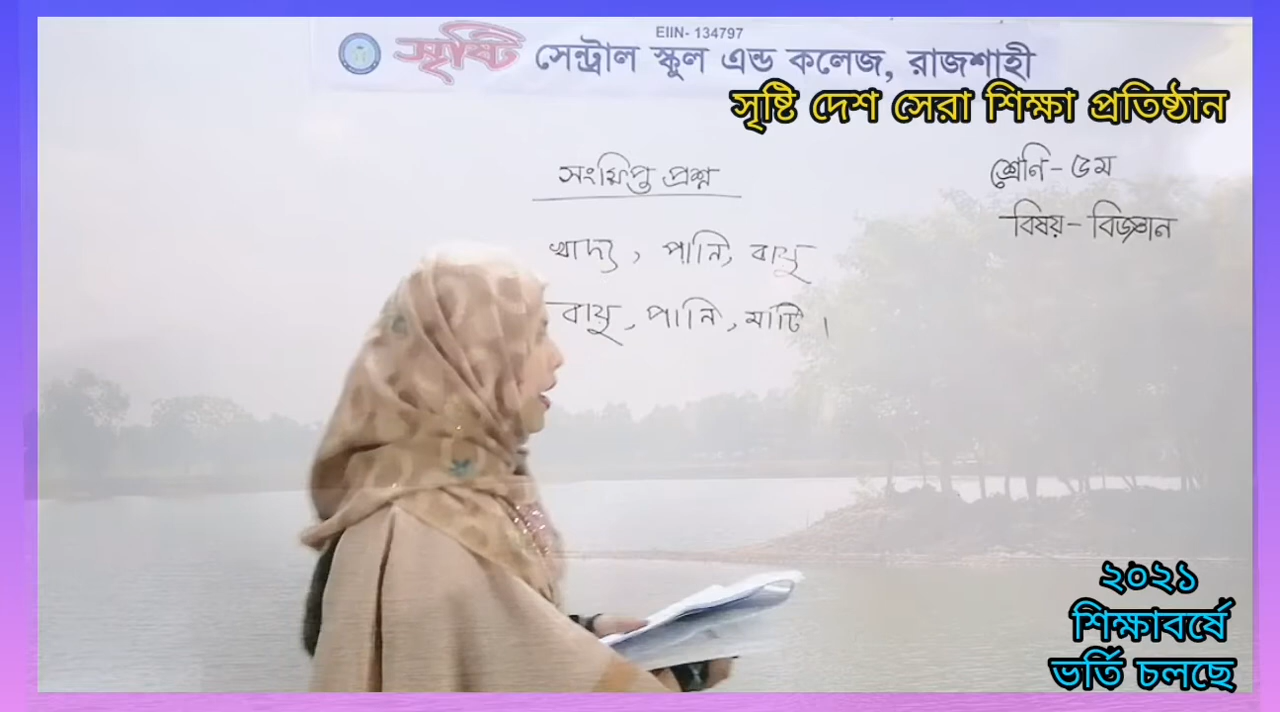 EIIN- 134797
সৃষ্টি সেন্ট্রাল স্কুল এন্ড কলেজ, রাজশাহী
সৃষ্টি দেশ সেরা শিক্ষা প্রতিষ্ঠান
শ্রেণি - ৫ম
বিষয় - বিজ্ঞান
সংক্ষিপ্ত প্রশ্ন
খাদ্য, পানি, বায়ু
বায়ু, পানি, মাটি।
২০২১
শিক্ষাবর্ষে
ভর্তি চলছে